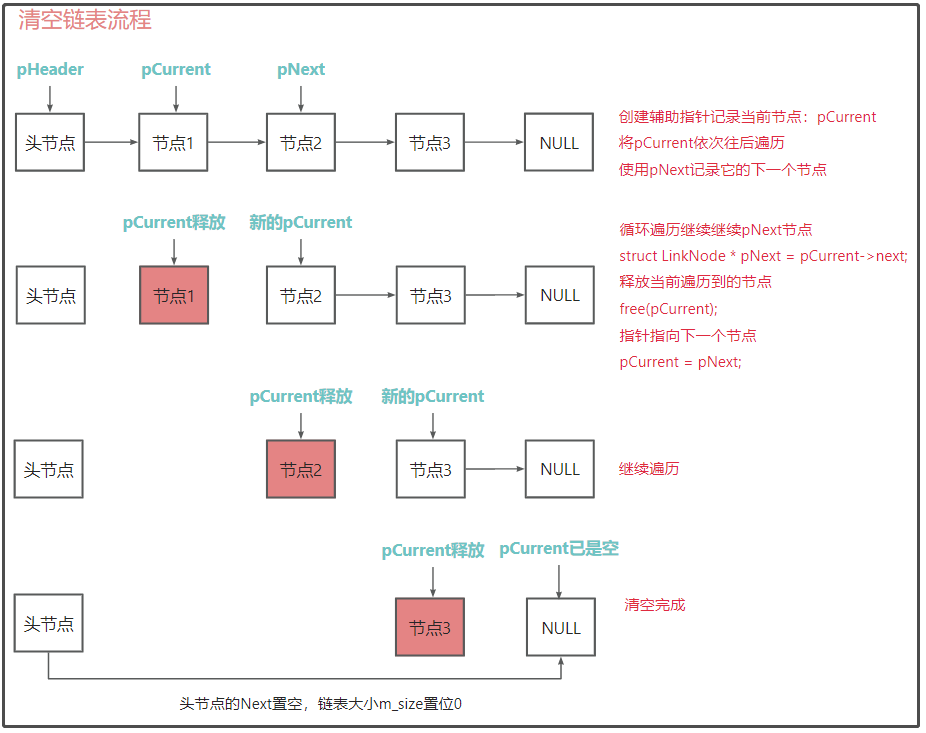 清空链表流程
pHeader
pCurrent
pNext
头节点
节点1
节点2
节点3
NULL
创建辅助指针记录当前节点：pCurrent
将pCurrent依次往后遍历
使用pNext记录它的下一个节点
pCurrent释放
新的pCurrent
头节点
节点1
节点2
节点3
NULL
循环遍历继续继续pNext节点
struct LinkNode * pNext = pCurrent->next;
释放当前遍历到的节点
free(pCurrent);
指针指向下一个节点
pCurrent = pNext;
pCurrent释放
新的pCurrent
头节点
节点2
节点3
NULL
继续遍历
pCurrent释放
pCurrent已是空
头节点
节点3
NULL
清空完成
头节点的Next置空，链表大小m_size置位0